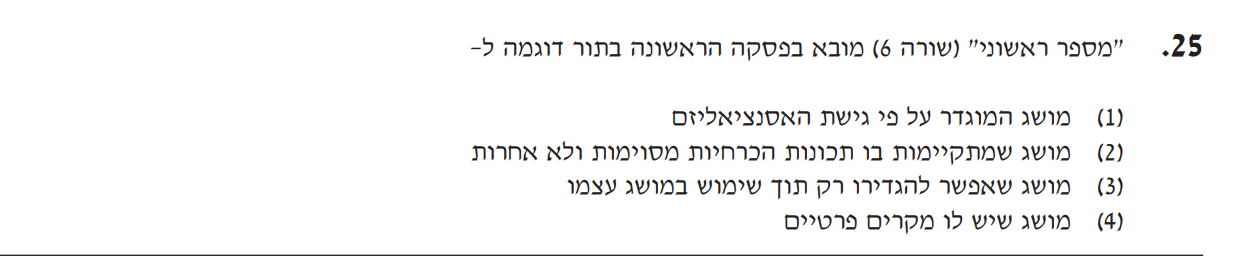 25. "מספר ראשוני" (שורה 6) מובא בפסקה הראשונה בתור דוגמה ל-
(1) מושג המוגדר על פי גישת האסנציאליזם
(2) מושג שמתקיימות בו תכונות הכרחיות מסוימות ולא אחרות
(3) מושג שאפשר להגדירו רק תוך שימוש במושג עצמו
(4) מושג שיש לו מקרים פרטיים